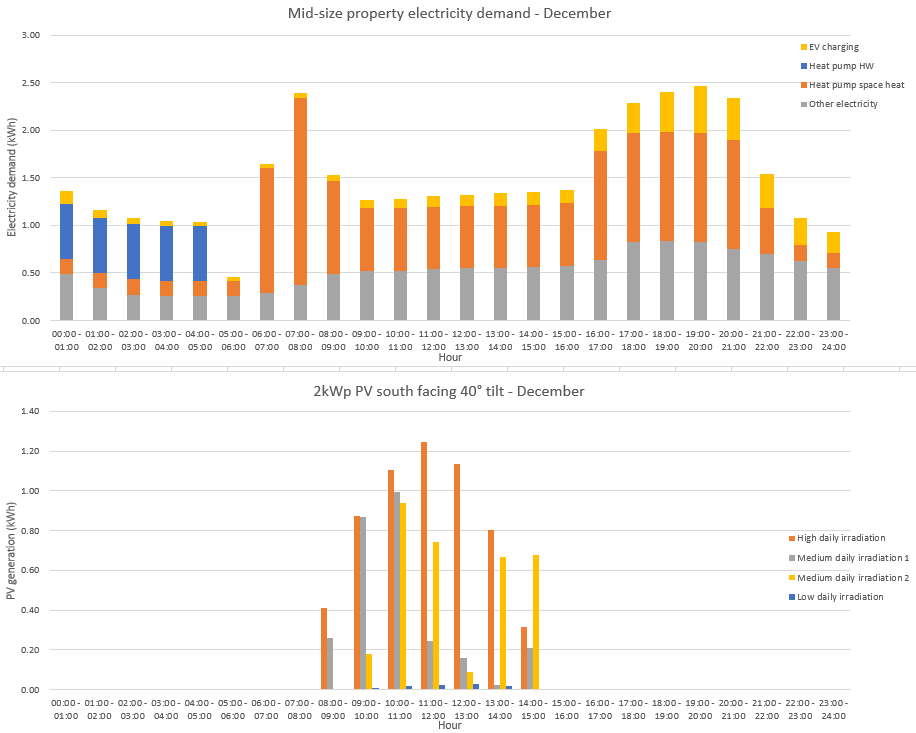 Mid-size property electricity demand - December
3.00
2.50
2.00
1.50
1.00
0.50
0.00
Electricity demand (kWh)
EV charging
Heat pump HW
Heat pump space heat
Other electricity
00:00 - 01:00 - 02:00 - 03:00 - 04:00 - 05:00 - 06:00 - 07:00 - 08:00 - 09:00 - 10:00 - 11:00 - 12:00 - 13:00 - 14:00 - 15:00 - 16:00 - 17:00 - 18:00 - 19:00 - 20:00 - 21:00 - 22:00 - 23:00 -
01:00 02:00 03:00 04:00 05:00 06:00 07:00 08:00 09:00 10:00 11:00 12:00 13:00 14:00 15:00 16:00 17:00 18:00 19:00 20:00 21:00 22:00 23:00 24:00
Hour
2kWp PV south facing 40° tilt - December
1.40
1.20
1.00
0.80
0.60
0.40
0.20
0.00
PV generation (kWh)
High daily irradiation
Medium daily irradiation 1
Medium daily irradiation 2
Low daily irradiation
00:00 - 01:00 - 02:00 - 03:00 - 04:00 - 05:00 - 06:00 - 07:00 - 08:00 - 09:00 - 10:00 - 11:00 - 12:00 - 13:00 - 14:00 - 15:00 - 16:00 - 17:00 - 18:00 - 19:00 - 20:00 - 21:00 - 22:00 - 23:00 -
01:00 02:00 03:00 04:00 05:00 06:00 07:00 08:00 09:00 10:00 11:00 12:00 13:00 14:00 15:00 16:00 17:00 18:00 19:00 20:00 21:00 22:00 23:00 24:00
Hour